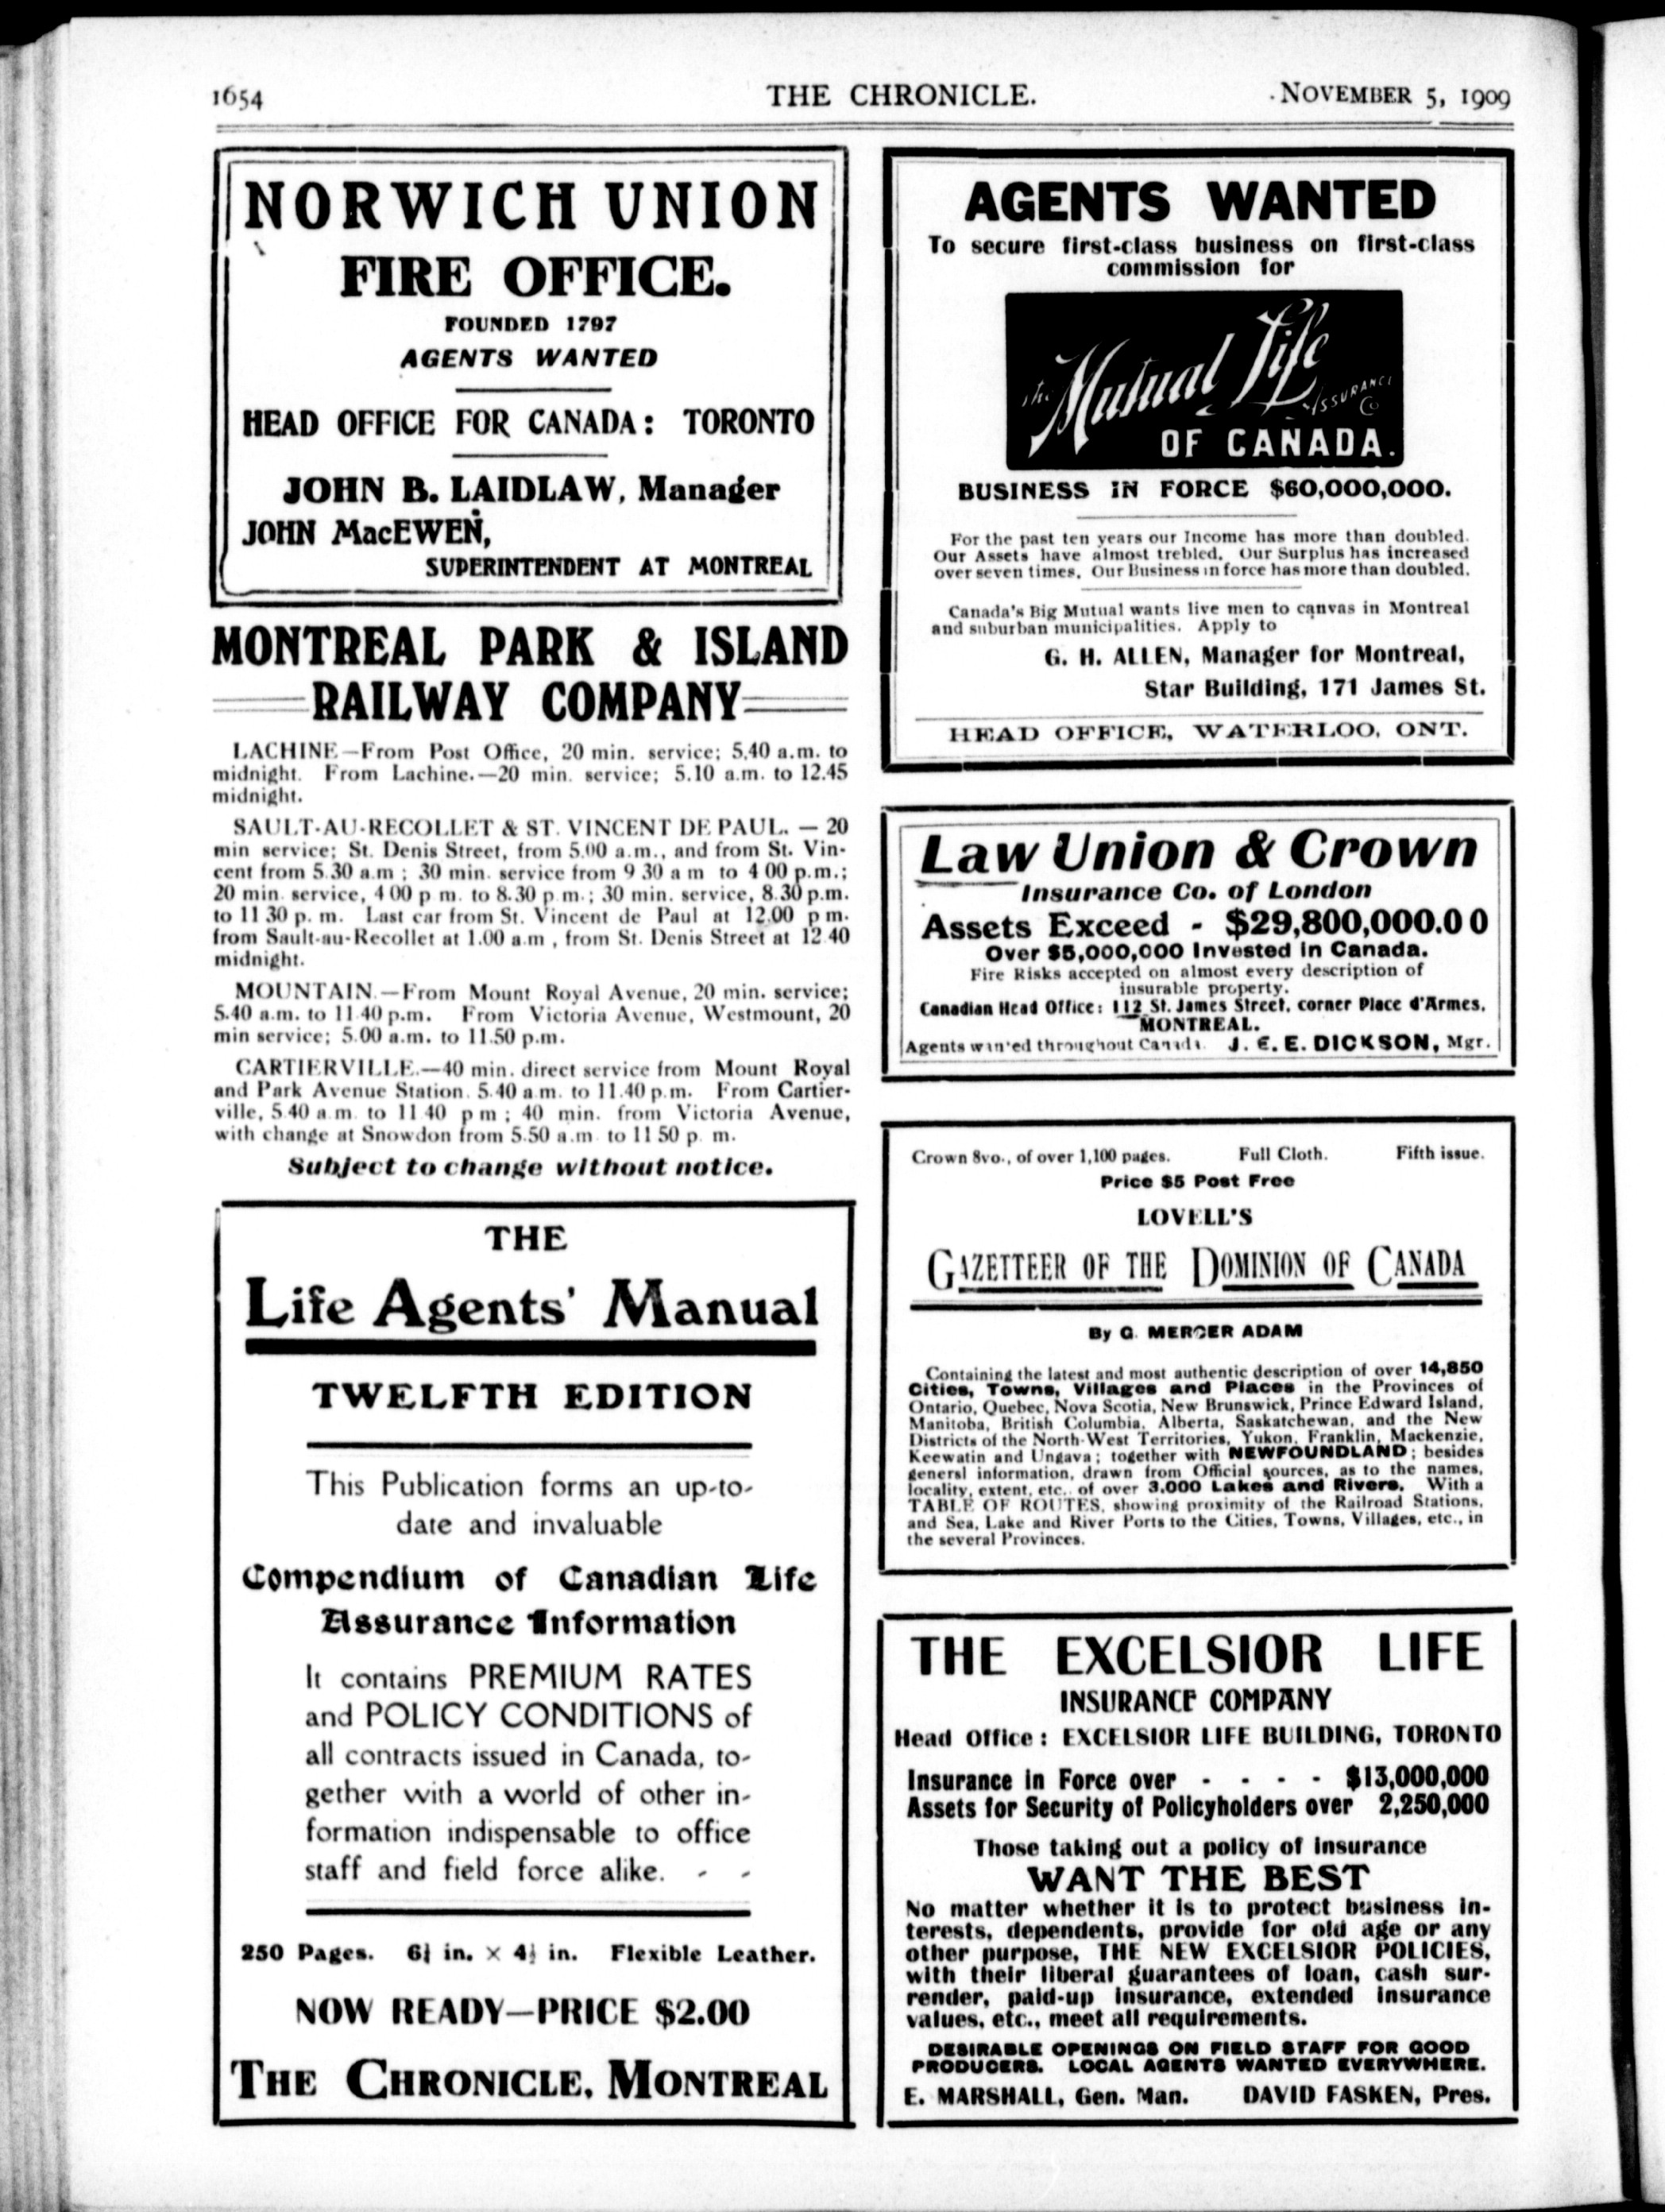 1654 THE CHRONICLE. NOVEMBER 5, 1909
NORWICH UNION
FIRE OFFICE.
FOUNDED 1797
AGENTS WANTED
HEAD OFFICE FOR CANADA: TORONTO
JOHN B. LAIDLAW, Manager
JOHN MacEWEN,
SUPERINTENDENT AT MONTREAL
MONTREAL PARK & ISLAND
RAILWAY COMPANY
LACHINE—From Post Office, 20 min. service; 5.40 a.m. to
midnight. From Lachine.—20 min. service; 5.10 a.m. to 12.45
midnight.
SAULT-AU-RECOLLET & ST. VINCENT DE PAUL. — 20
min service; St. Denis Street, from 5.00 a.m., and from St. Vin-
cent from 5.30 a.m ; 30 min. service from 9 30 a m to 4 00 p.m.;
20 min. service, 4 00 p m. to 8.30 p m.; 30 min. service, 8.30 p.m.
to 11 30 p. m. Last car from St. Vincent de Paul at 12.00 p m.
from Sault-au-Recollet at 1.00 a.m , from St. Denis Street at 12 40
midnight.
MOUNTAIN.—From Mount Royal Avenue, 20 min. service;
5.40 a.m. to 11 40 p.m. From Victoria Avenue, Westmount, 20
min service; 5.00 a.m. to 11.50 p.m.
CARTIERVILLE.—40 min. direct service from Mount Royal
and Park Avenue Station. 5.40 a m. to 11.40 p.m. From Cartier-
ville, 5 40 a m. to 11 40 p m ; 40 min. from Victoria Avenue,
with change at Snowdon from 5.50 a.m to 11 50 p. m.
Subject to change without notice.
THE
Life Agents' Manual
TWELFTH EDITION
This Publication forms an up-to-
date and invaluable
Compendium of Canadian Life
Assurance Information
It contains PREMIUM RATES
and POLICY CONDITIONS of
all contracts issued in Canada, to-
gether with a world of other in-
formation indispensable to office
staff and field force alike. - -
250 Pages. 6 in. × 4 in. Flexible Leather.
NOW READY—PRICE $2.00
THE CHRONICLE, MONTREAL
AGENTS WANTED
To secure first-class business on first-class
commission for
The Mutual Life
ASSURANCE Co
OF CANADA.
BUSINESS IN FORCE $60,000,000.
For the past ten years our Income has more than doubled.
Our Assets have almost trebled. Our Surplus has increased
over seven times. Our Business in force has more than doubled.
Canada's Big Mutual wants live men to canvas in Montreal
and suburban municipalities. Apply to
G. H. ALLEN, Manager for Montreal,
Star Building, 171 James St.
HEAD OFFICE, WATERLOO, ONT.
Law Union & Crown
Insurance Co. of London
Assets Exceed - $29,800,000.00
Over $5,000,000 Invested in Canada.
Fire Risks accepted on almost every description of
insurable property.
Canadian Head Office: 112 St. James Street. corner Place d'Armes,
MONTREAL.
Agents wanted throughout Canada. J. E. E. DICKSON, Mgr.
Crown 8vo., of over 1,100 pages. Full Cloth. Fifth issue.
Price $5 Post Free
LOVELL'S
GAZETTEER OF THE DOMINION OF CANADA
By G. MERCER ADAM
Containing the latest and most authentic description of over 14,850
Cities, Towns, Villages and Places in the Provinces of
Ontario, Quebec, Nova Scotia, New Brunswick, Prince Edward Island,
Manitoba, British Columbia, Alberta, Saskatchewan, and the New
Districts of the North-West Territories, Yukon, Franklin, Mackenzie,
Keewatin and Ungava; together with NEWFOUNDLAND; besides
general information, drawn from Official sources, as to the names,
locality, extent, etc., of over 3,000 Lakes and Rivers. With a
TABLE OF ROUTES, showing proximity of the Railroad Stations,
and Sea, Lake and River Ports to the Cities, Towns, Villages, etc., in
the several Provinces.
THE EXCELSIOR LIFE
INSURANCE COMPANY
Head Office: EXCELSIOR LIFE BUILDING, TORONTO
Insurance in Force over - - - - $13,000,000
Assets for Security of Policyholders over 2,250,000
Those taking out a policy of insurance
WANT THE BEST
No matter whether it is to protect business in-
terests, dependents, provide for old age or any
other purpose, THE NEW EXCELSIOR POLICIES,
with their liberal guarantees of loan, cash sur-
render, paid-up insurance, extended insurance
values, etc., meet all requirements.
DESIRABLE OPENINGS ON FIELD STAFF FOR GOOD
PRODUCERS. LOCAL AGENTS WANTED EVERYWHERE.
E. MARSHALL, Gen. Man. DAVID FASKEN, Pres.